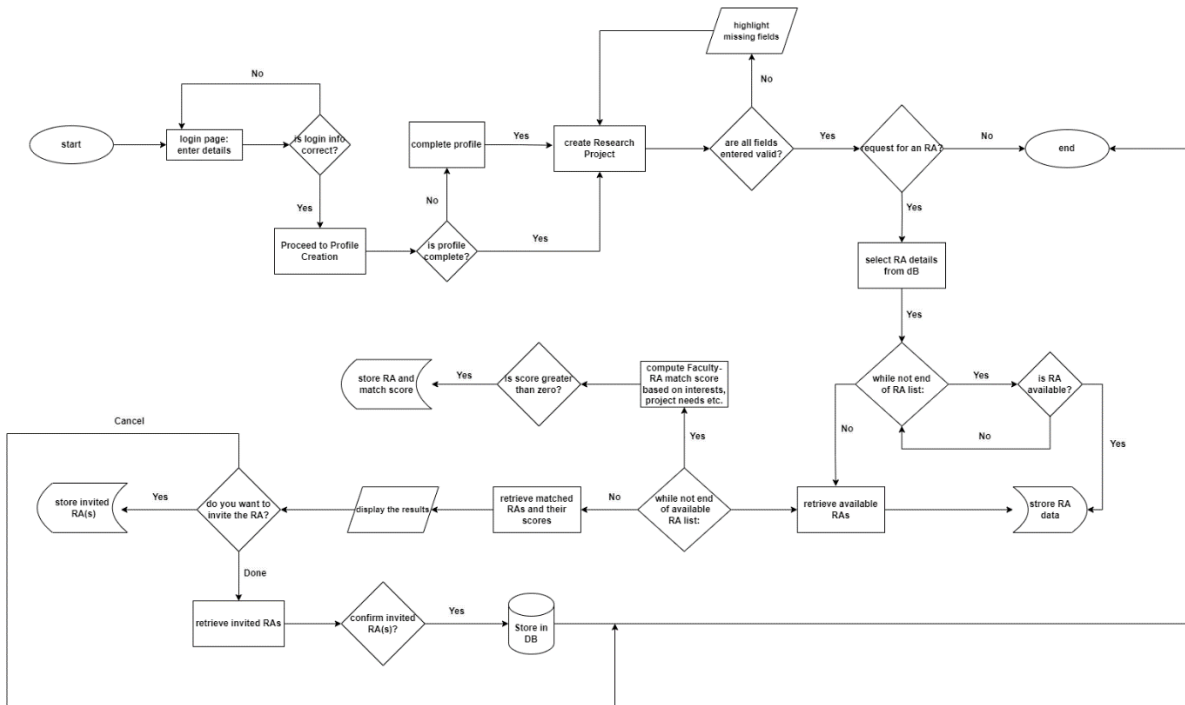 highlight
missing fields
No
No
start
login page:
enter details
is login info
correct?
complete profile
Yes
create Research
Project
are all fields
entered valid?
Yes
request for an RA?
No
end
Yes
No
Yes
Proceed to Profile
Creation
is profile
complete?
Yes
select RA details
from dB
Yes
store RA and
match score
Yes
is score greater
than zero?
compute Faculty-
RA match score
based on interests,
project needs etc.
while not end
of RA list:
Yes
is RA
available?
Cancel
Yes
No
No
Yes
store invited
RA(s)
Yes
do you want to
invite the RA?
display the results
retrieve matched
RAs and their
scores
No
while not end
of available
RA list:
retrieve available
RAs
strore RA
data
Done
retrieve invited RAs
confirm invited
RA(s)?
Yes
Store in
DB